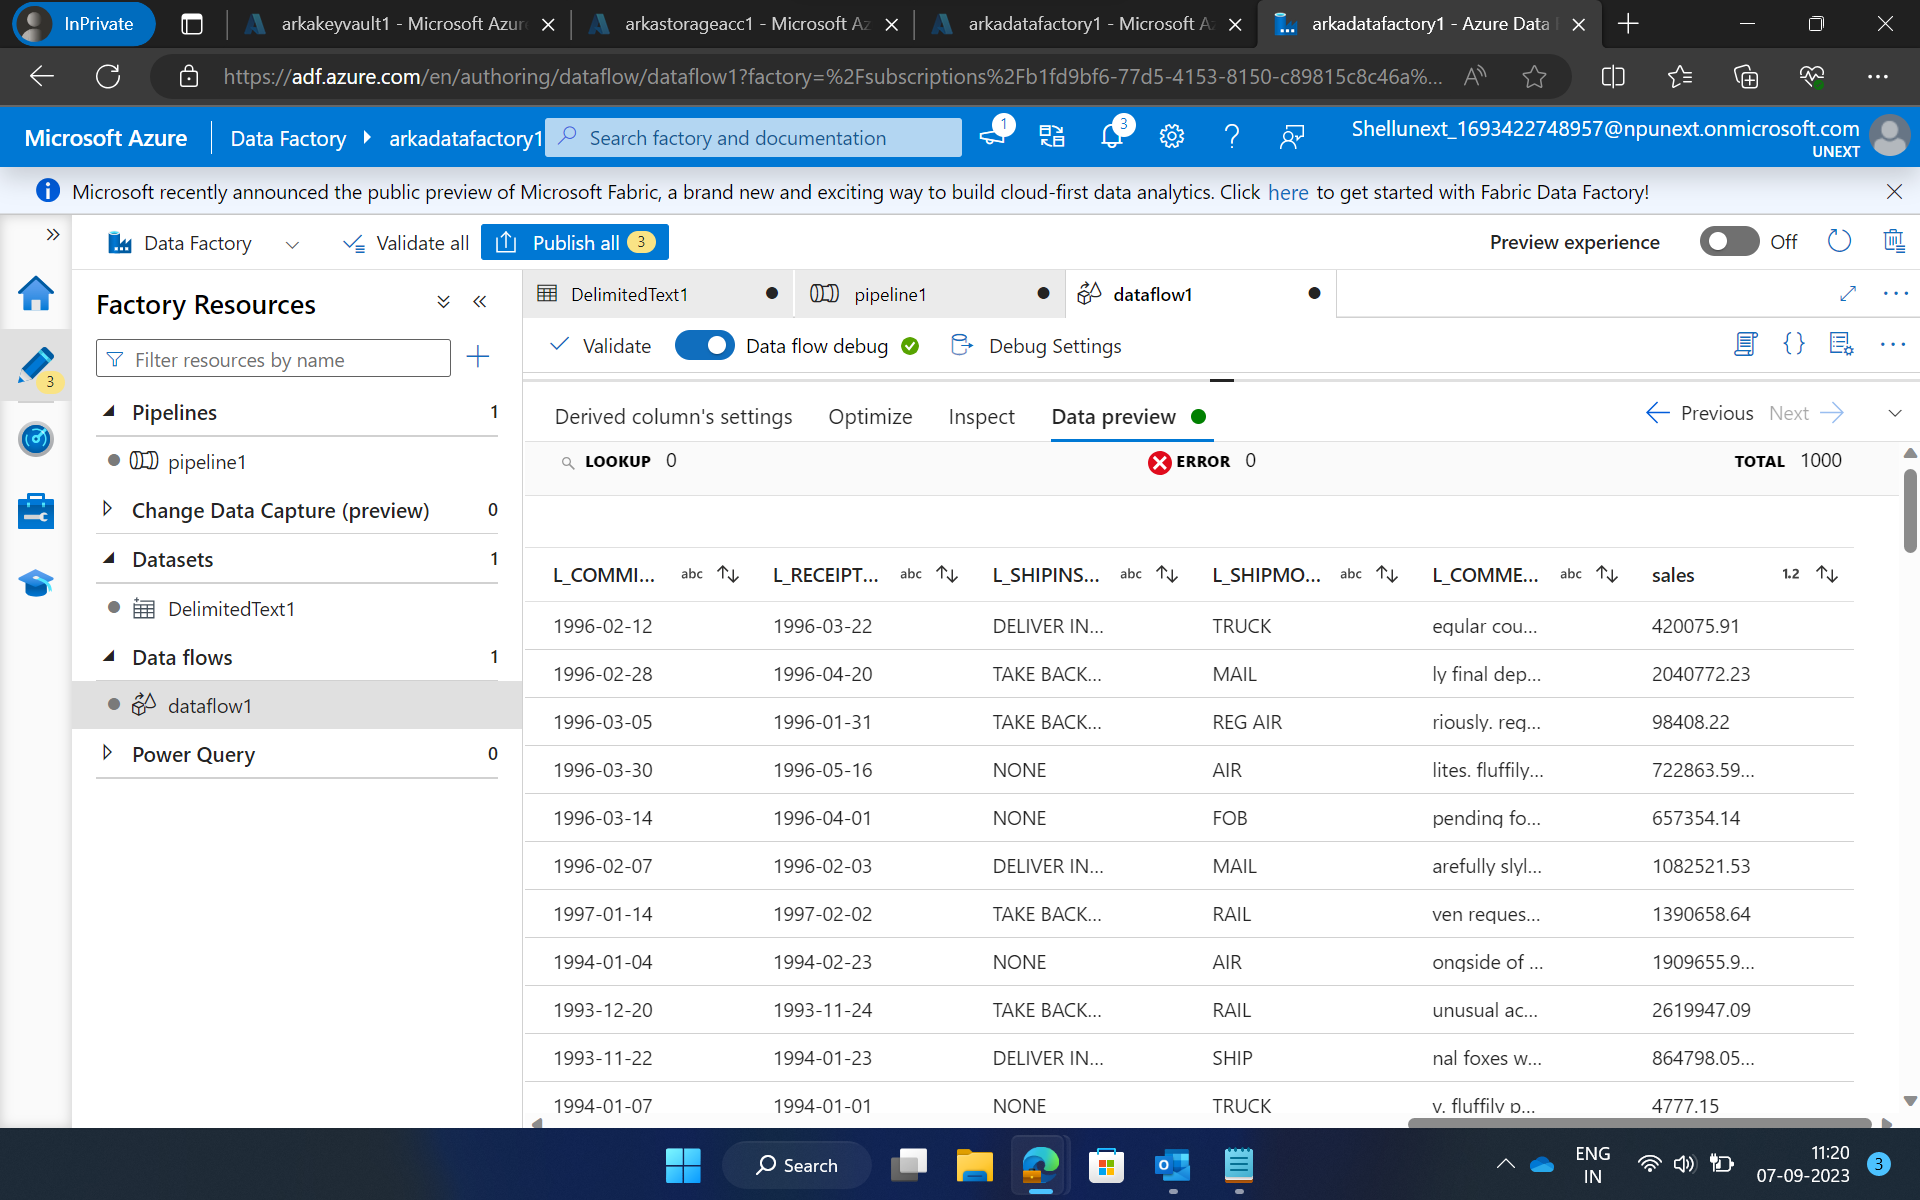 InPrivate
arkakeyvault1 - Microsoft Azur
arkastorageacc1 - Microsoft Az
arkadatafactory1 - Microsoft Az
arkadatafactory1 - Azure Data
https://adf.azure.com/en/authoring/dataflow/dataflow1?factory=%2Fsubscriptions%2Fb1fd9bf6-77d5-4153-8150-c89815c8c46a%...
Microsoft Azure
Data Factory
arkadatafactory1
Search factory and documentation
1
3
Shellunext_1693422748957@npunext.onmicrosoft.com
UNEXT
Microsoft recently announced the public preview of Microsoft Fabric, a brand new and exciting way to build cloud-first data analytics. Click here to get started with Fabric Data Factory!
Data Factory
Validate all
Publish all 3
Preview experience
Off
Factory Resources
DelimitedText1
pipeline1
dataflow1
Filter resources by name
Validate
Data flow debug
Debug Settings
3
Pipelines 1
pipeline1
Change Data Capture (preview) 0
Datasets 1
DelimitedText1
Data flows 1
dataflow1
Power Query 0
Derived column's settings
Optimize
Inspect
Data preview
Previous
Next
LOOKUP 0
ERROR 0
TOTAL 1000
L_COMMI... abc L_RECEIPT... abc L_SHIPINS... abc L_SHIPMO... abc L_COMME... abc sales 1.2
1996-02-12 1996-03-22 DELIVER IN... TRUCK eqular cou... 420075.91
1996-02-28 1996-04-20 TAKE BACK... MAIL ly final dep... 2040772.23
1996-03-05 1996-01-31 TAKE BACK... REG AIR riously. req... 98408.22
1996-03-30 1996-05-16 NONE AIR lites. fluffily... 722863.59...
1996-03-14 1996-04-01 NONE FOB pending fo... 657354.14
1996-02-07 1996-02-03 DELIVER IN... MAIL arefully slyl... 1082521.53
1997-01-14 1997-02-02 TAKE BACK... RAIL ven reques... 1390658.64
1994-01-04 1994-02-23 NONE AIR ongside of ... 1909655.9...
1993-12-20 1993-11-24 TAKE BACK... RAIL unusual ac... 2619947.09
1993-11-22 1994-01-23 DELIVER IN... SHIP nal foxes w... 864798.05...
1994-01-07 1994-01-01 NONE TRUCK y. fluffily p... 4777.15
Search
ENG
IN
11:20
07-09-2023
3